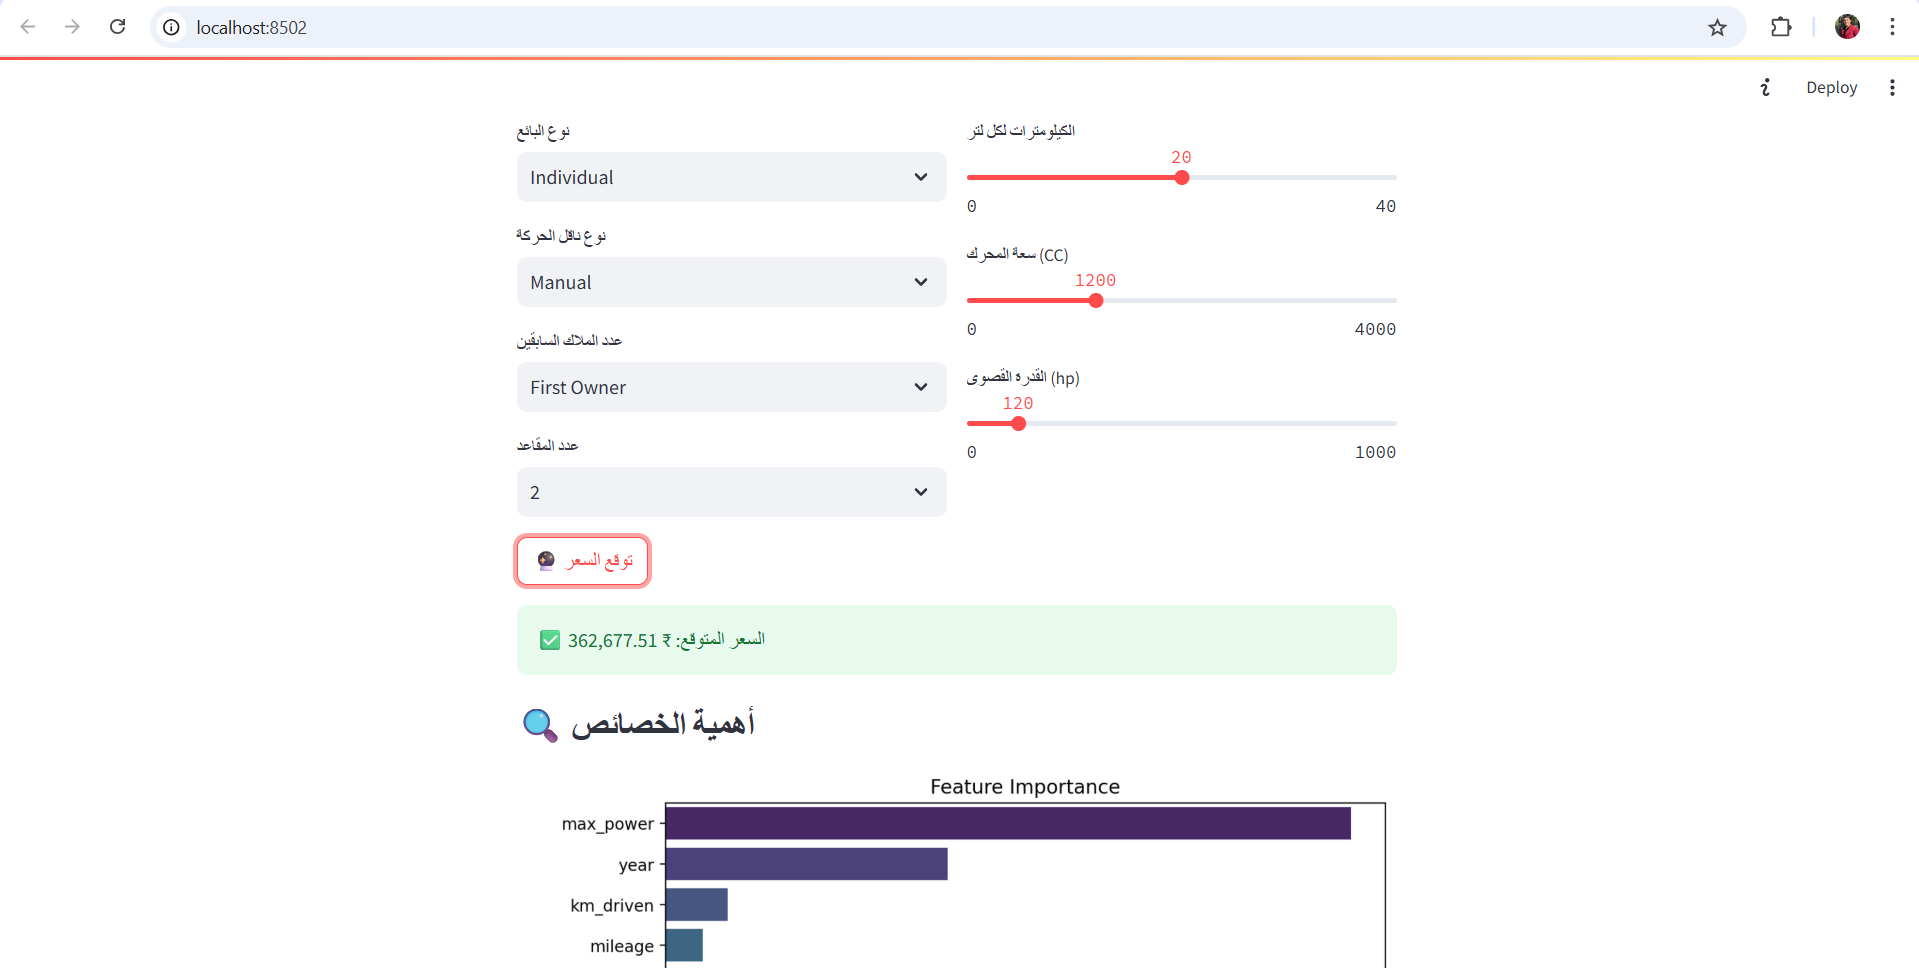 localhost:8502
Deploy
نوع البائع
Individual
نوع ناقل الحركة
Manual
عدد الملاك السابقين
First Owner
عدد المقاعد
2
الكيلومترات لكل لتر
20
0
40
سعة المحرك (CC)
1200
0
4000
القدرة القصوى (hp)
120
0
1000
🔮 توقع السعر
✅ السعر المتوقع: ₹ 362,677.51
🔍 أهمية الخصائص
Feature Importance
max_power
year
km_driven
mileage